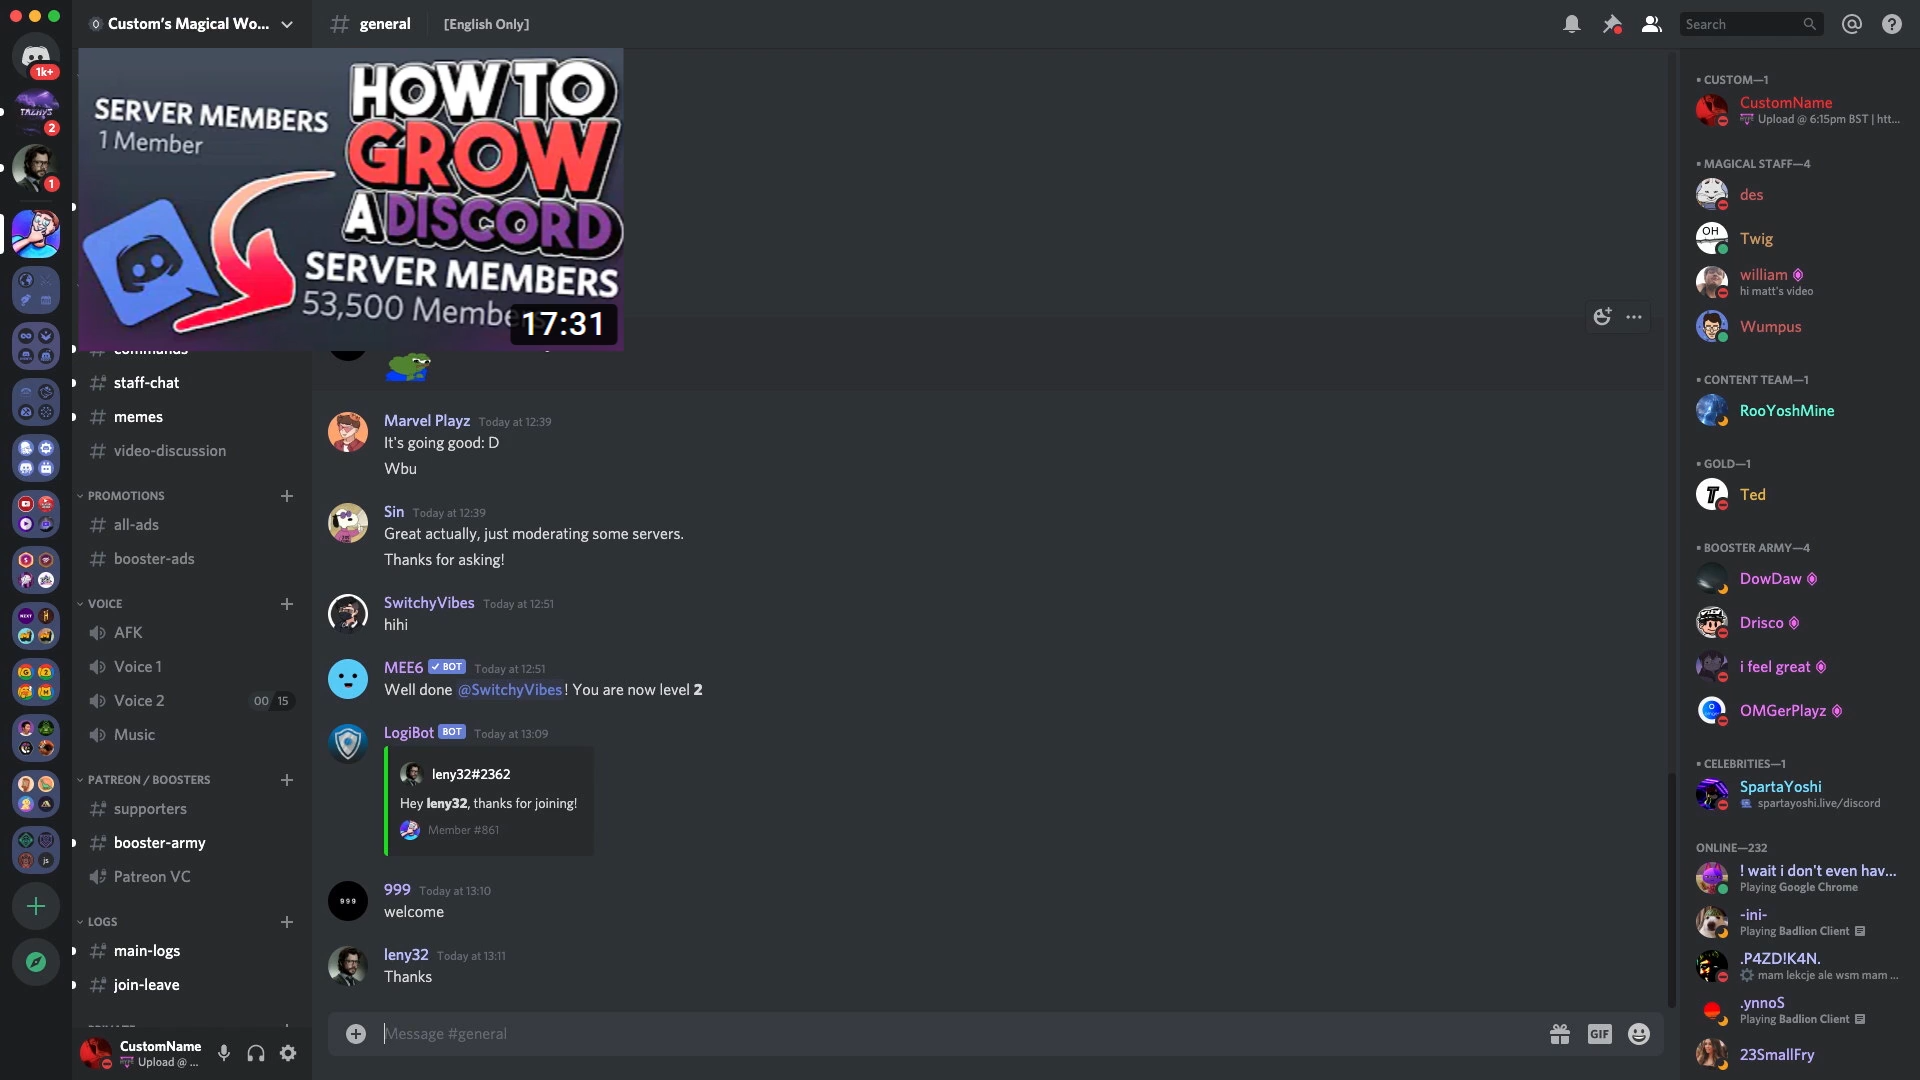 Custom's Magical Wo...
general
[English Only]
Search
1k+
2
1
SERVER MEMBERS
1 Member
HOW TO
GROW
A DISCORD
SERVER MEMBERS
53,500 Membe
17:31
commands
staff-chat
memes
video-discussion
PROMOTIONS
all-ads
booster-ads
VOICE
AFK
Voice 1
Voice 2
00 15
Music
PATREON / BOOSTERS
supporters
booster-army
Patreon VC
LOGS
main-logs
join-leave
CustomName
Upload @ ...
Marvel Playz Today at 12:39
It's going good: D
Wbu
Sin Today at 12:39
Great actually, just moderating some servers.
Thanks for asking!
SwitchyVibes Today at 12:51
hihi
MEE6 BOT Today at 12:51
Well done @SwitchyVibes! You are now level 2
LogiBot BOT Today at 13:09
leny32#2362
Hey leny32, thanks for joining!
Member #861
999
999 Today at 13:10
welcome
leny32 Today at 13:11
Thanks
Message #general
GIF
• CUSTOM—1
CustomName
Upload @ 6:15pm BST | htt...
• MAGICAL STAFF—4
des
OH
Twig
william
hi matt's video
Wumpus
• CONTENT TEAM—1
RooYoshMine
• GOLD—1
Ted
• BOOSTER ARMY—4
DowDaw
Drisco
i feel great
OMGerPlayz
• CELEBRITIES—1
SpartaYoshi
spartayoshi.live/discord
ONLINE—232
! wait i don't even hav...
Playing Google Chrome
-ini-
Playing Badlion Client
.P4ZD!K4N.
mam lekcje ale wsm mam ...
.ynnoS
Playing Badlion Client
23SmallFry